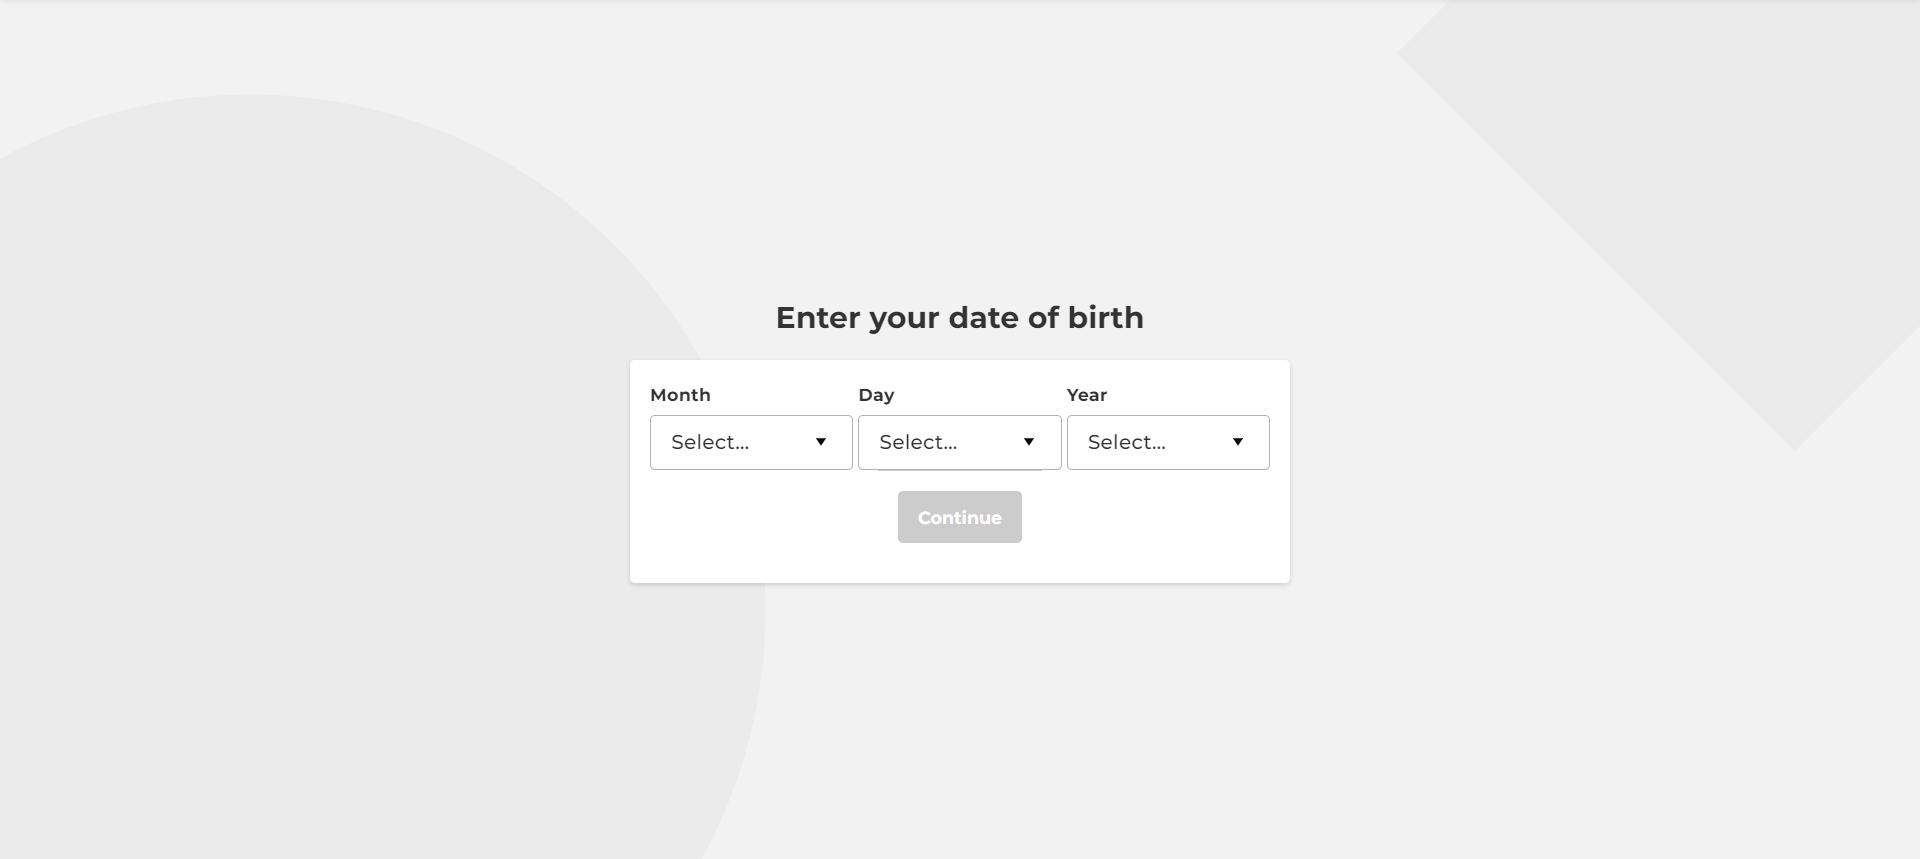 Enter your date of birth
Month Day Year
Select... Select... Select...
Continue